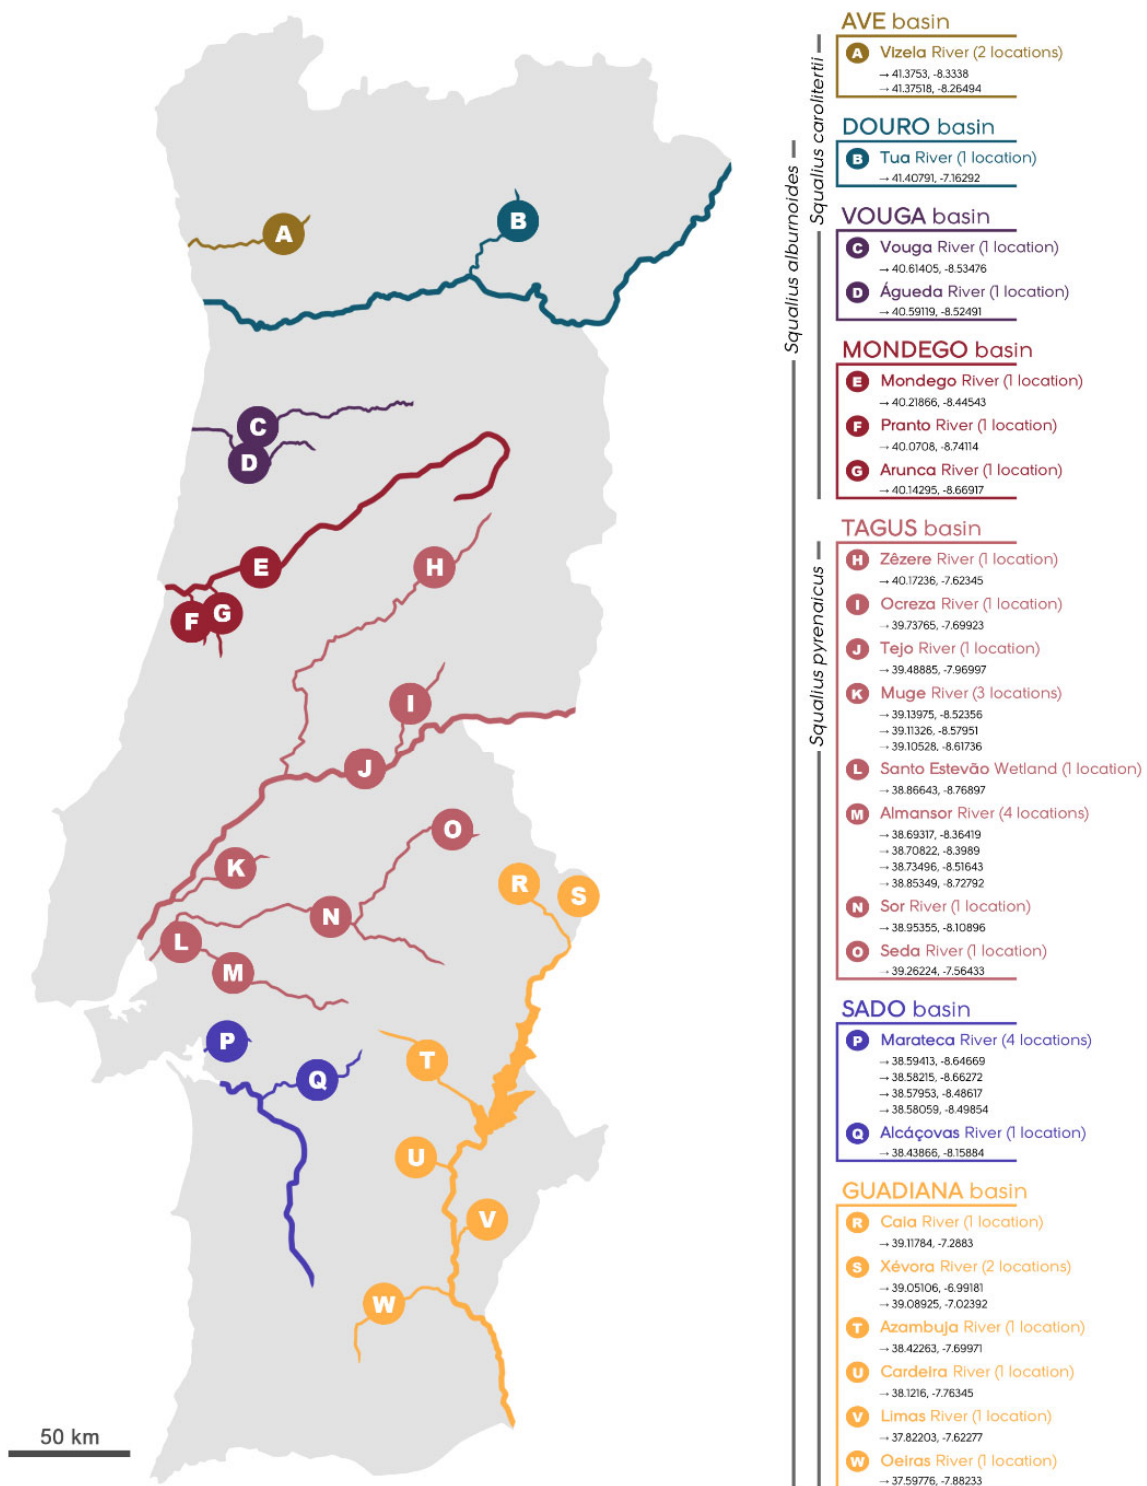 A
B
C
D
E
F
G
H
I
J
K
L
M
N
O
P
Q
R
S
T
U
V
W
50 km
Squalius alburnoides
Squalius carolitertii
Squalius pyrenaicus
AVE basin
A Vizela River (2 locations)
→ 41.3753, -8.3338
→ 41.37518, -8.26494
DOURO basin
B Tua River (1 location)
→ 41.40791, -7.16292
VOUGA basin
C Vouga River (1 location)
→ 40.61405, -8.53476
D Águeda River (1 location)
→ 40.59119, -8.52491
MONDEGO basin
E Mondego River (1 location)
→ 40.21866, -8.44543
F Pranto River (1 location)
→ 40.0708, -8.74114
G Arunca River (1 location)
→ 40.14295, -8.66917
TAGUS basin
H Zêzere River (1 location)
→ 40.17236, -7.62345
I Ocreza River (1 location)
→ 39.73765, -7.69923
J Tejo River (1 location)
→ 39.48885, -7.96997
K Muge River (3 locations)
→ 39.13975, -8.52356
→ 39.11326, -8.57951
→ 39.10528, -8.61736
L Santo Estevão Wetland (1 location)
→ 38.86643, -8.76897
M Almansor River (4 locations)
→ 38.69317, -8.36419
→ 38.70822, -8.3989
→ 38.73496, -8.51643
→ 38.85349, -8.72792
N Sor River (1 location)
→ 38.95355, -8.10896
O Seda River (1 location)
→ 39.26224, -7.56433
SADO basin
P Marateca River (4 locations)
→ 38.59413, -8.64669
→ 38.58215, -8.66272
→ 38.57953, -8.48617
→ 38.58059, -8.49854
Q Alcáçovas River (1 location)
→ 38.43866, -8.15884
GUADIANA basin
R Caia River (1 location)
→ 39.11784, -7.2883
S Xévora River (2 locations)
→ 39.05106, -6.99181
→ 39.08925, -7.02392
T Azambuja River (1 location)
→ 38.42263, -7.69971
U Cardeira River (1 location)
→ 38.1216, -7.76345
V Limas River (1 location)
→ 37.82203, -7.62277
W Oeiras River (1 location)
→ 37.59776, -7.88233